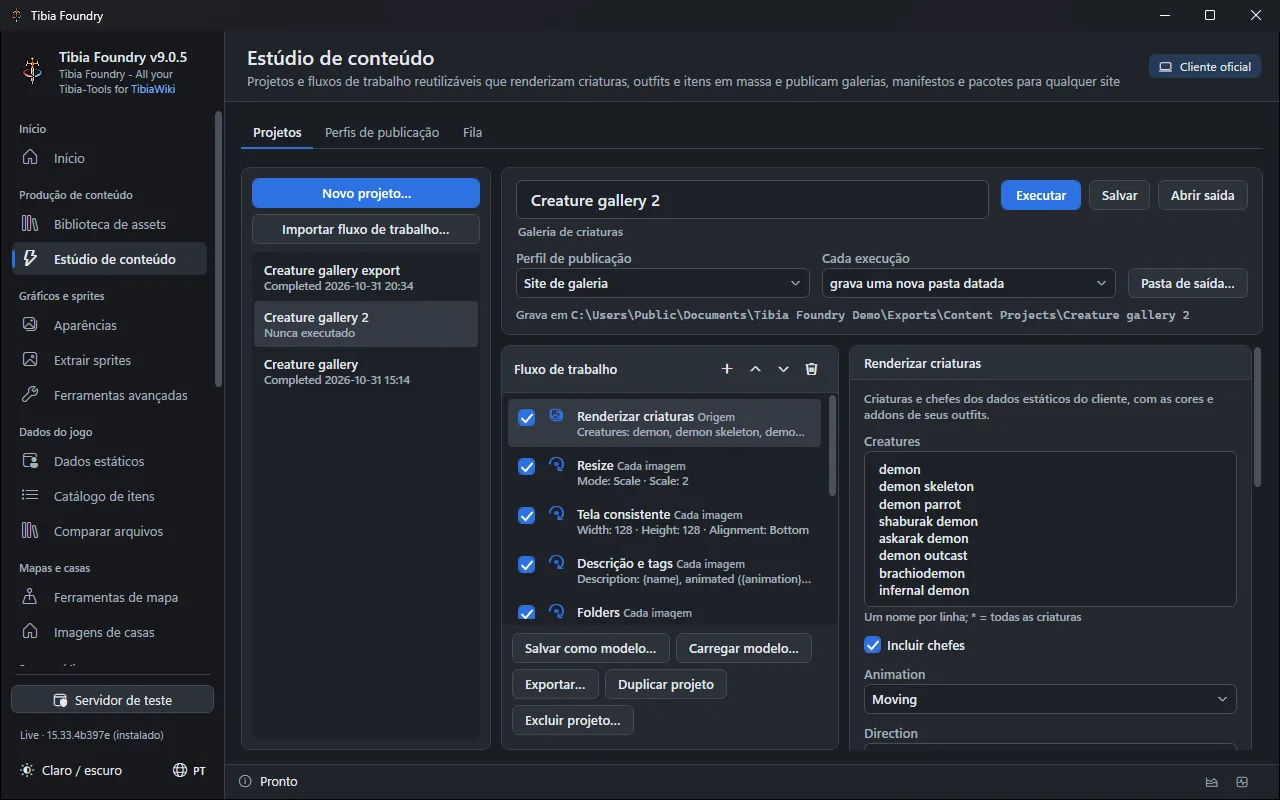 Tibia Foundry
Tibia Foundry v9.0.5
Tibia Foundry - All your
Tibia-Tools for TibiaWiki
Início
Início
Produção de conteúdo
Biblioteca de assets
Estúdio de conteúdo
Gráficos e sprites
Aparências
Extrair sprites
Ferramentas avançadas
Dados do jogo
Dados estáticos
Catálogo de itens
Comparar arquivos
Mapas e casas
Ferramentas de mapa
Imagens de casas
Servidor de teste
Live · 15.33.4b397e (instalado)
Claro / escuro
PT
Estúdio de conteúdo
Projetos e fluxos de trabalho reutilizáveis que renderizam criaturas, outfits e itens em massa e publicam galerias, manifestos e pacotes para qualquer site
Cliente oficial
Projetos
Perfis de publicação
Fila
Novo projeto...
Importar fluxo de trabalho...
Creature gallery export
Completed 2026-10-31 20:34
Creature gallery 2
Nunca executado
Creature gallery
Completed 2026-10-31 15:14
Creature gallery 2
Executar
Salvar
Abrir saída
Galeria de criaturas
Perfil de publicação
Cada execução
Site de galeria
grava uma nova pasta datada
Pasta de saída...
Grava em C:\Users\Public\Documents\Tibia Foundry Demo\Exports\Content Projects\Creature gallery 2
Fluxo de trabalho
Renderizar criaturas Origem
Creatures: demon, demon skeleton, demo...
Resize Cada imagem
Mode: Scale · Scale: 2
Tela consistente Cada imagem
Width: 128 · Height: 128 · Alignment: Bottom
Descrição e tags Cada imagem
Description: {name}, animated ({animation}...
Folders Cada imagem
Salvar como modelo...
Carregar modelo...
Exportar...
Duplicar projeto
Excluir projeto...
Renderizar criaturas
Criaturas e chefes dos dados estáticos do cliente, com as cores e
addons de seus outfits.
Creatures
demon
demon skeleton
demon parrot
shaburak demon
askarak demon
demon outcast
brachiodemon
infernal demon
Um nome por linha; * = todas as criaturas
Incluir chefes
Animation
Moving
Direction
Pronto